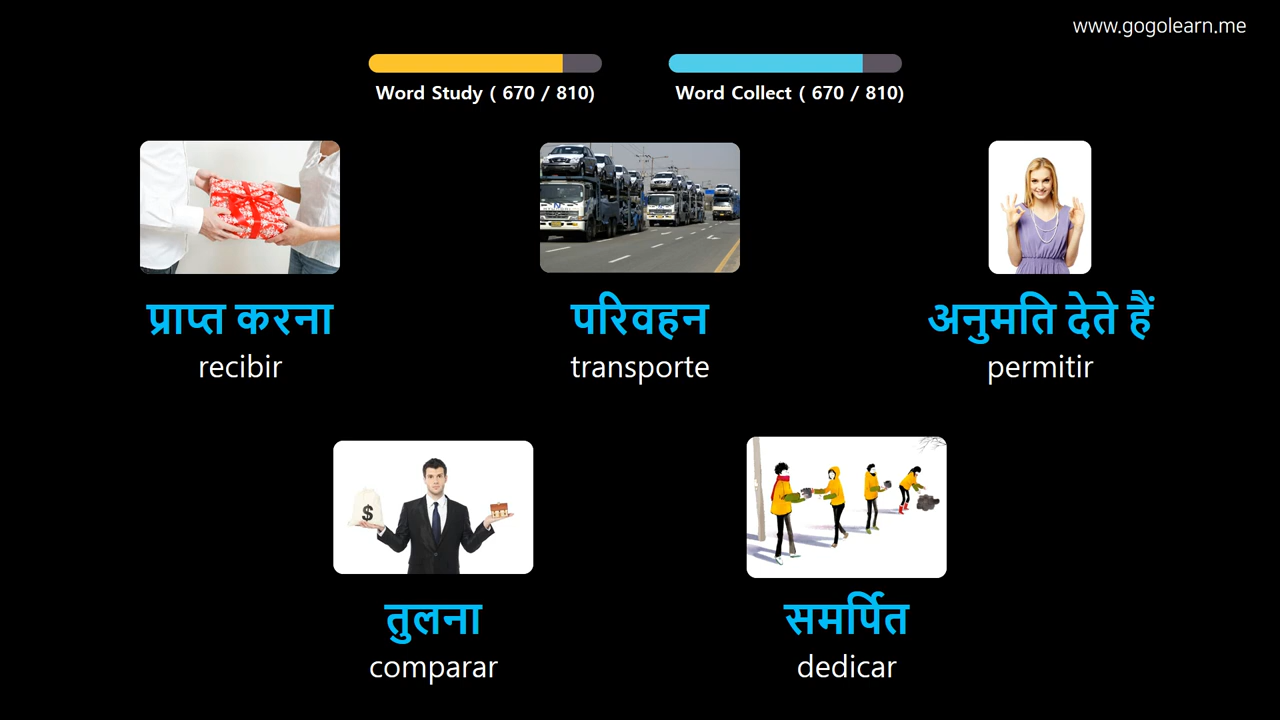 www.gogolearn.me
Word Study ( 670 / 810)
Word Collect ( 670 / 810)
प्राप्त करना
recibir
परिवहन
transporte
अनुमति देते हैं
permitir
$
तुलना
comparar
समर्पित
dedicar